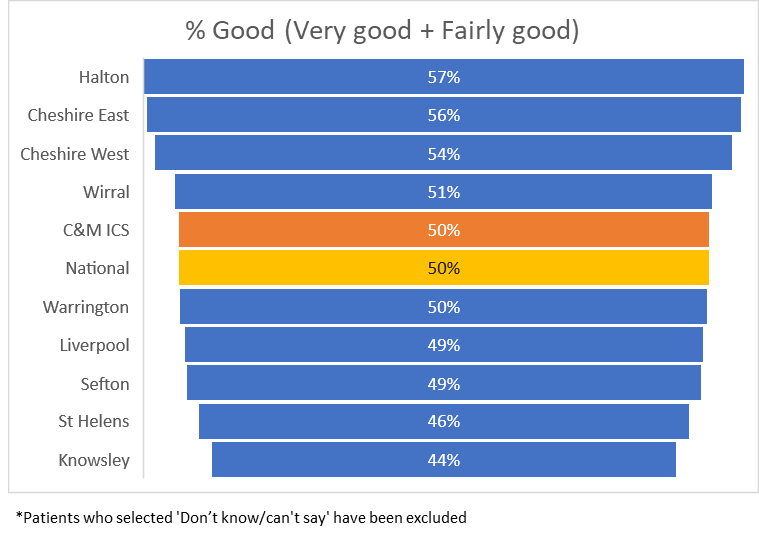 % Good (Very good + Fairly good)
Halton 57%
Cheshire East 56%
Cheshire West 54%
Wirral 51%
C&M ICS 50%
National 50%
Warrington 50%
Liverpool 49%
Sefton 49%
St Helens 46%
Knowsley 44%
*Patients who selected 'Don’t know/can't say' have been excluded